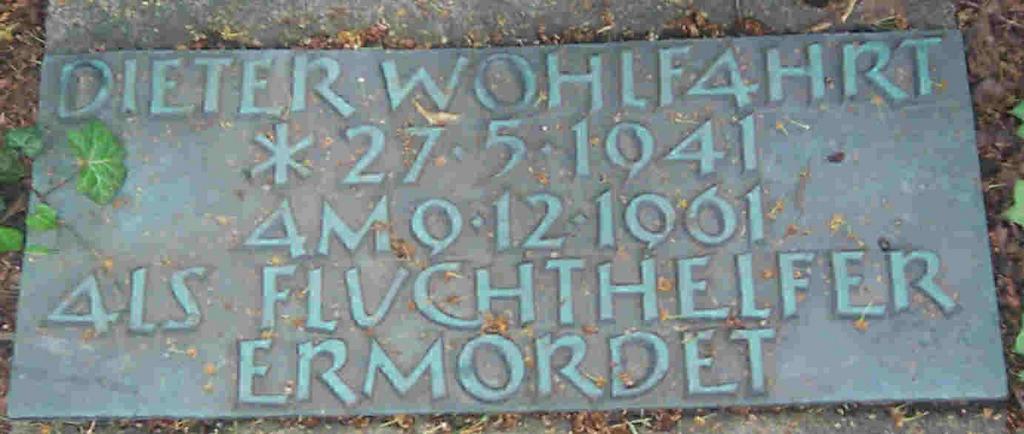 DIETER WOHLFAHRT
* 27·5·1941
AM 9·12·1961
ALS FLUCHTHELFER
ERMORDET